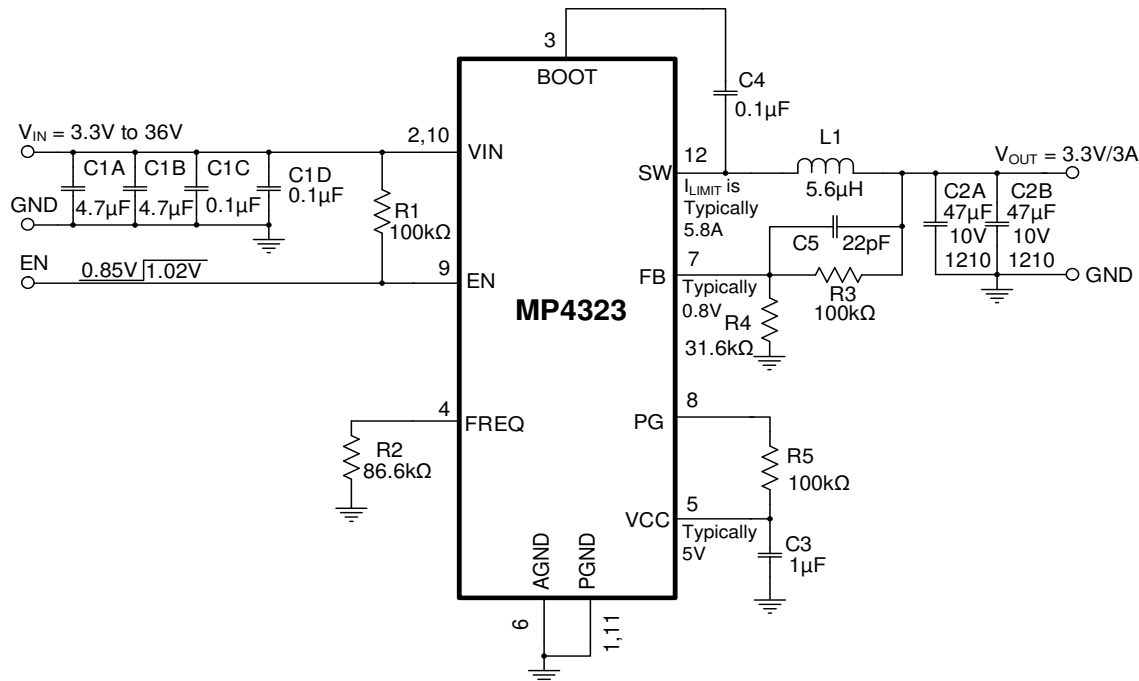 3
BOOT
C4
0.1µF
V_IN = 3.3V to 36V
2,10
VIN
C1A
C1B
C1C
C1D
4.7µF
4.7µF
0.1µF
0.1µF
GND
R1
100kΩ
EN
0.85V
1.02V
9
EN
12
SW
L1
5.6µH
V_OUT = 3.3V/3A
I_LIMIT is
Typically
5.8A
C2A
47µF
10V
1210
C2B
47µF
10V
1210
GND
C5
22pF
7
FB
Typically
0.8V
R3
100kΩ
R4
31.6kΩ
MP4323
4
FREQ
R2
86.6kΩ
8
PG
R5
100kΩ
5
VCC
Typically
5V
C3
1µF
AGND
PGND
6
1,11